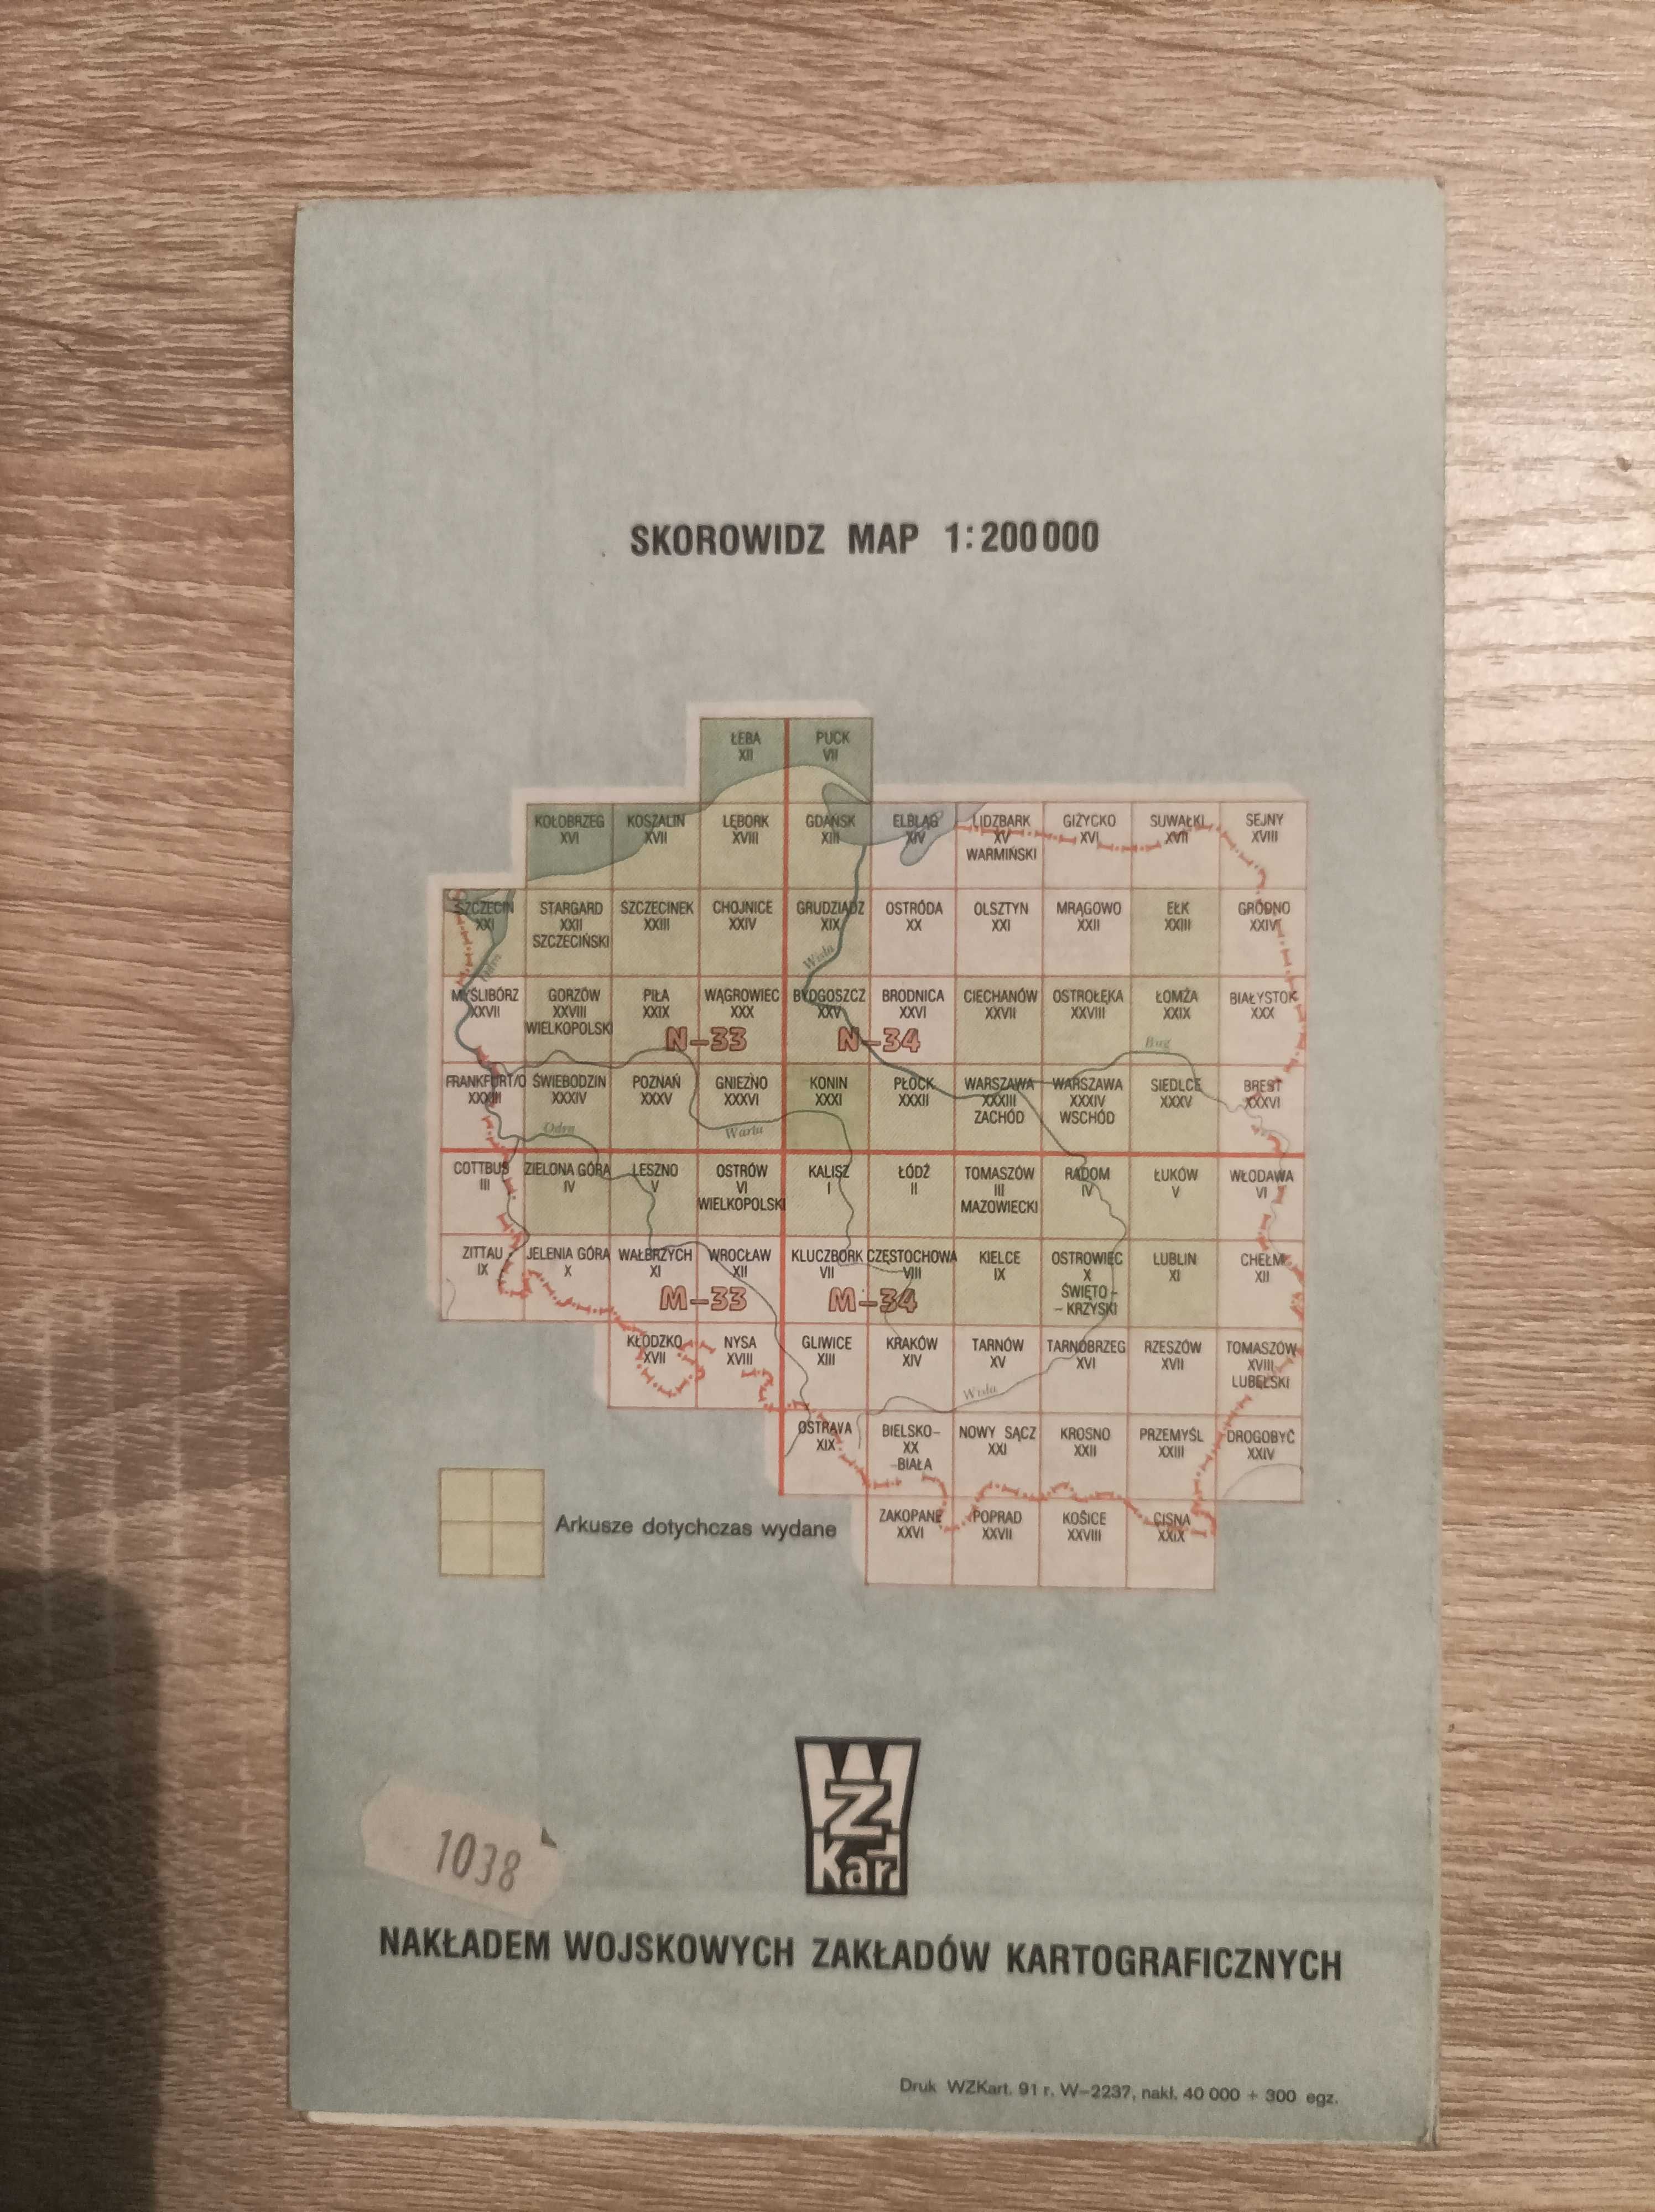 SKOROWIDZ MAP 1:200 000
ŁEBA PUCK
XII VII
KOŁOBRZEG KOSZALIN LĘBORK GDAŃSK ELBLĄG LIDZBARK GIŻYCKO SUWAŁKI SEJNY
XVI XVII XVIII XIII XIV XV XVI XVII XVIII
WARMIŃSKI
SZCZECIN STARGARD SZCZECINEK CHOJNICE GRUDZIĄDZ OSTRÓDA OLSZTYN MRĄGOWO EŁK GRODNO
XXI XXII XXIII XXIV XIX XX XXI XXII XXIII XXIV
SZCZECIŃSKI
Odra Wisła
MYŚLIBÓRZ GORZÓW PIŁA WĄGROWIEC BYDGOSZCZ BRODNICA CIECHANÓW OSTROŁĘKA ŁOMŻA BIAŁYSTOK
XXVII XXVIII XXIX XXX XXV XXVI XXVII XXVIII XXIX XXX
WIELKOPOLSKI
N-33 N-34 Bug
FRANKFURT/O ŚWIEBODZIN POZNAŃ GNIEZNO KONIN PŁOCK WARSZAWA WARSZAWA SIEDLCE BREST
XXXIII XXXIV XXXV XXXVI XXXI XXXII XXXIII XXXIV XXXV XXXVI
ZACHÓD WSCHÓD
Odra Warta
COTTBUS ZIELONA GÓRA LESZNO OSTRÓW KALISZ ŁÓDŹ TOMASZÓW RADOM ŁUKÓW WŁODAWA
III IV V VI I II III IV V VI
WIELKOPOLSKI MAZOWIECKI
ZITTAU JELENIA GÓRA WAŁBRZYCH WROCŁAW KLUCZBORK CZĘSTOCHOWA KIELCE OSTROWIEC LUBLIN CHEŁM
IX X XI XII VII VIII IX X XI XII
ŚWIĘTO-
-KRZYSKI
M-33 M-34
KŁODZKO NYSA GLIWICE KRAKÓW TARNÓW TARNOBRZEG RZESZÓW TOMASZÓW
XVII XVIII XIII XIV XV XVI XVII XVIII
LUBELSKI
Wisła
OSTRAVA BIELSKO- NOWY SĄCZ KROSNO PRZEMYŚL DROGOBYČ
XIX XX XXI XXII XXIII XXIV
-BIAŁA
ZAKOPANE POPRAD KOŠICE CISNA
XXVI XXVII XXVIII XXIX
Arkusze dotychczas wydane
WZKart
1038
NAKŁADEM WOJSKOWYCH ZAKŁADÓW KARTOGRAFICZNYCH
Druk WZKart. 91 r. W-2237, nakł. 40 000 + 300 egz.